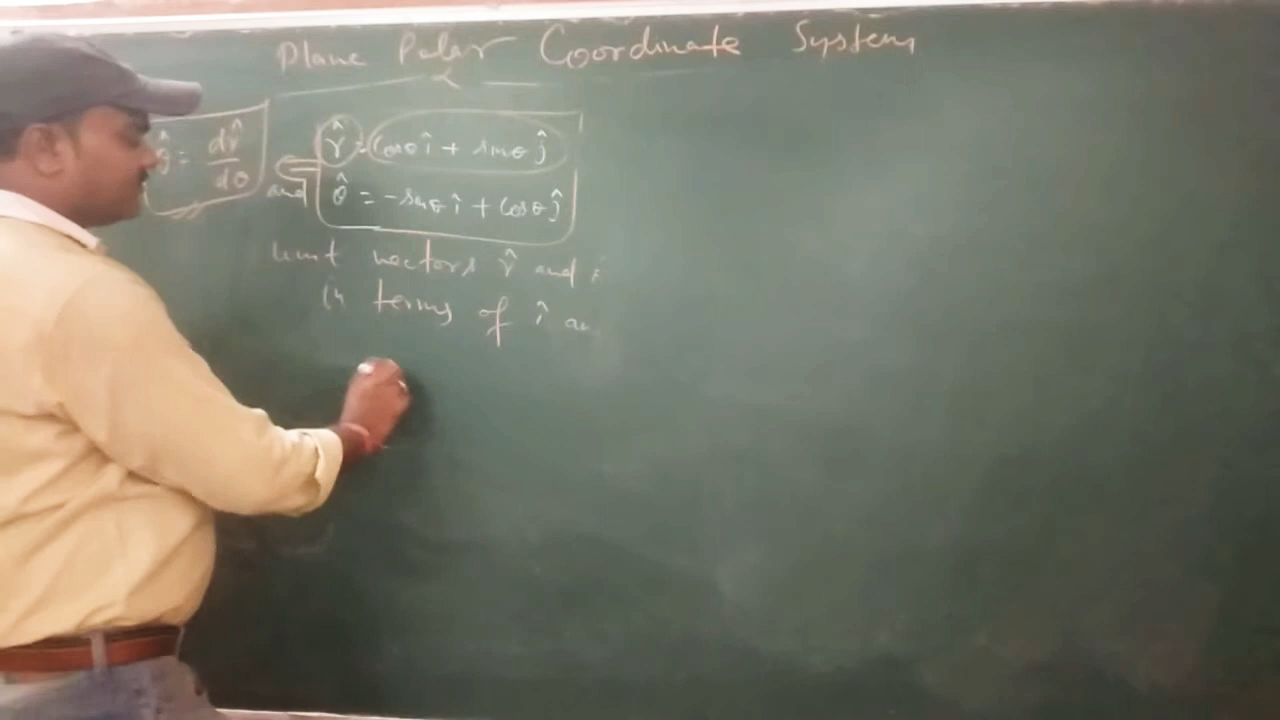 Plane Polar Coordinate System
θ̂ = dr̂/dθ
r̂ = cosθ î + sinθ ĵ
and θ̂ = -sinθ î + cosθ ĵ
unit vectors r̂ and
in terms of î